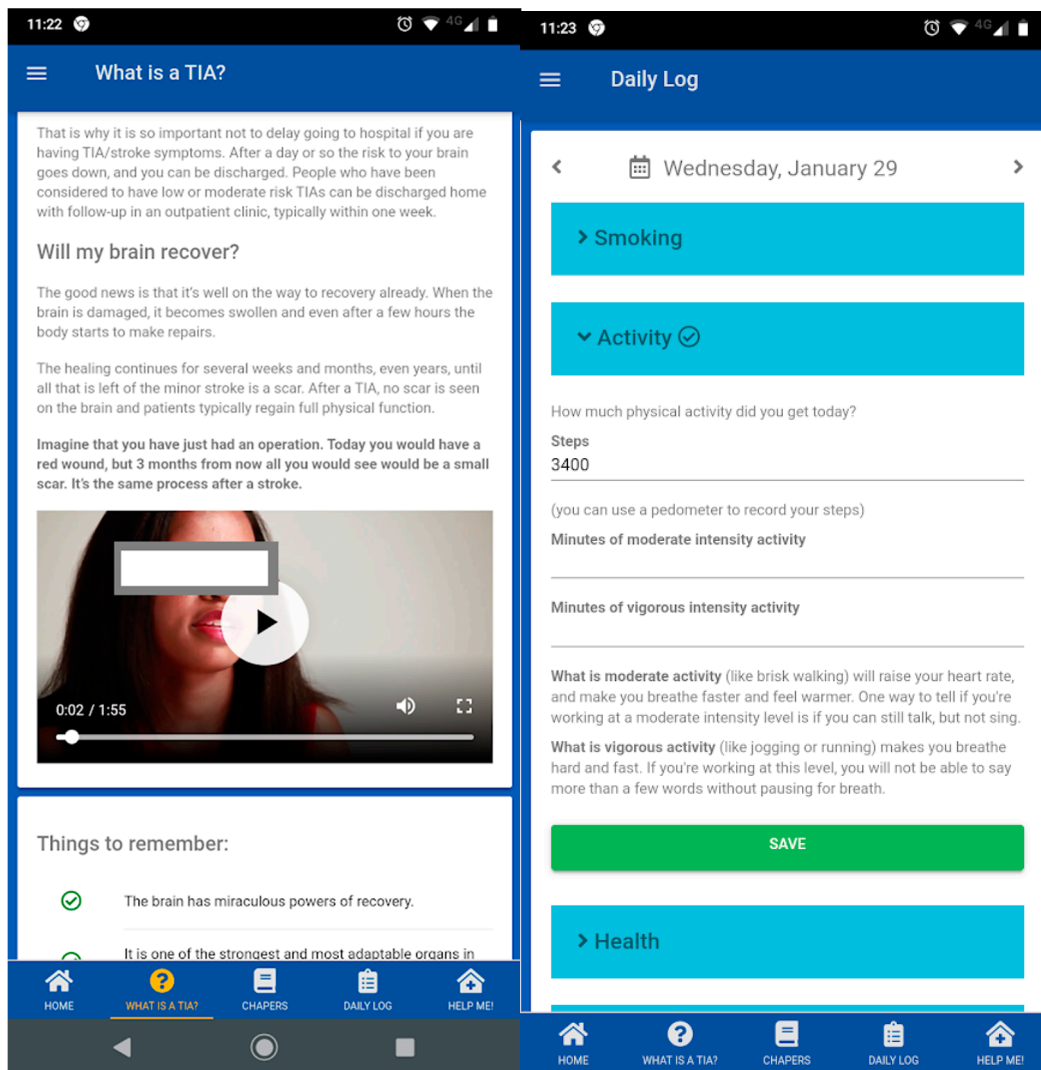 11:22
4G
What is a TIA?
That is why it is so important not to delay going to hospital if you are
having TIA/stroke symptoms. After a day or so the risk to your brain
goes down, and you can be discharged. People who have been
considered to have low or moderate risk TIAs can be discharged home
with follow-up in an outpatient clinic, typically within one week.
Will my brain recover?
The good news is that it's well on the way to recovery already. When the
brain is damaged, it becomes swollen and even after a few hours the
body starts to make repairs.
The healing continues for several weeks and months, even years, until
all that is left of the minor stroke is a scar. After a TIA, no scar is seen
on the brain and patients typically regain full physical function.
Imagine that you have just had an operation. Today you would have a
red wound, but 3 months from now all you would see would be a small
scar. It's the same process after a stroke.
0:02 / 1:55
Things to remember:
The brain has miraculous powers of recovery.
It is one of the strongest and most adaptable organs in
HOME
WHAT IS A TIA?
CHAPERS
DAILY LOG
HELP ME!
11:23
4G
Daily Log
Wednesday, January 29
Smoking
Activity
How much physical activity did you get today?
Steps
3400
(you can use a pedometer to record your steps)
Minutes of moderate intensity activity
Minutes of vigorous intensity activity
What is moderate activity (like brisk walking) will raise your heart rate,
and make you breathe faster and feel warmer. One way to tell if you're
working at a moderate intensity level is if you can still talk, but not sing.
What is vigorous activity (like jogging or running) makes you breathe
hard and fast. If you're working at this level, you will not be able to say
more than a few words without pausing for breath.
SAVE
Health
HOME
WHAT IS A TIA?
CHAPERS
DAILY LOG
HELP ME!